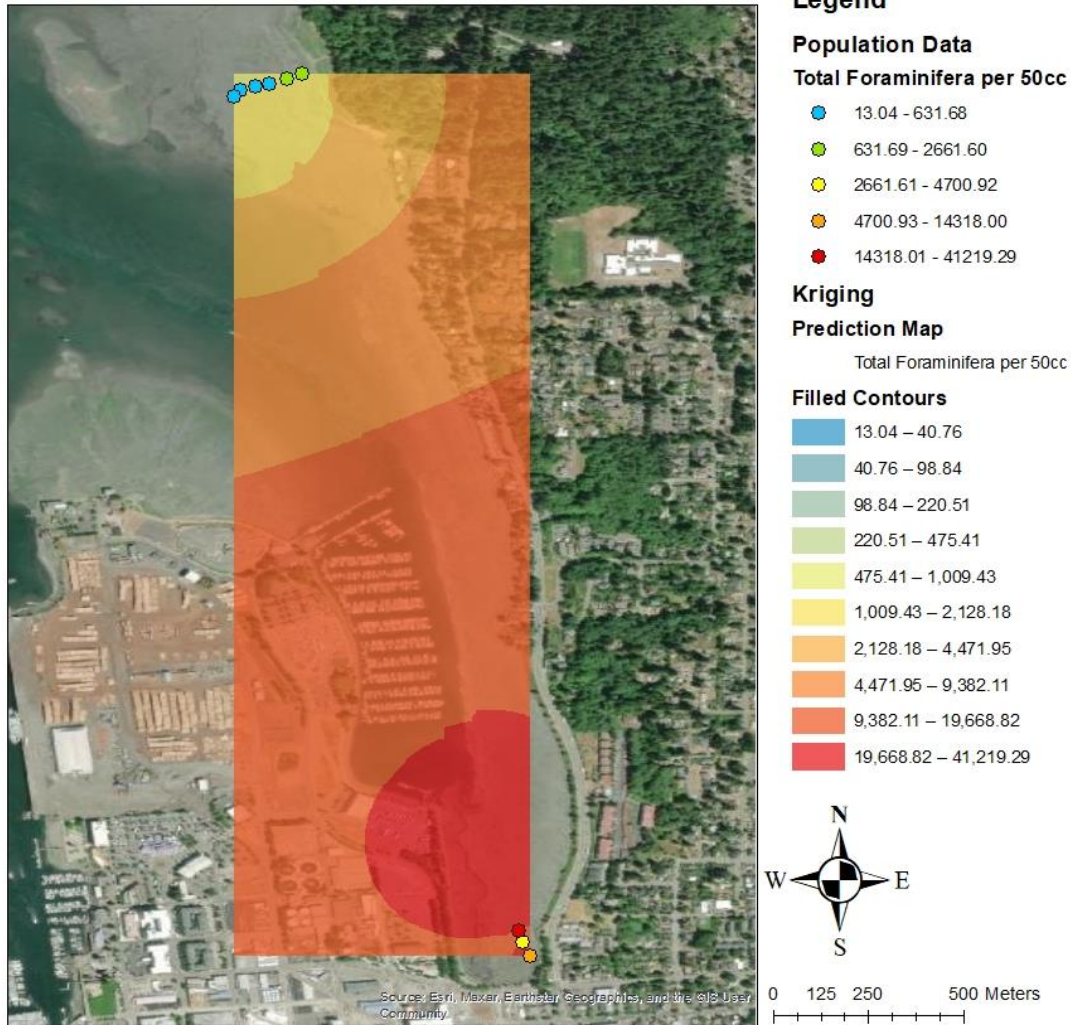 Legend
Population Data
Total Foraminifera per 50cc
13.04 - 631.68
631.69 - 2661.60
2661.61 - 4700.92
4700.93 - 14318.00
14318.01 - 41219.29
Kriging
Prediction Map
Total Foraminifera per 50cc
Filled Contours
13.04 – 40.76
40.76 – 98.84
98.84 – 220.51
220.51 – 475.41
475.41 – 1,009.43
1,009.43 – 2,128.18
2,128.18 – 4,471.95
4,471.95 – 9,382.11
9,382.11 – 19,668.82
19,668.82 – 41,219.29
N
W E
S
0 125 250 500 Meters
Source: Esri, Maxar, Earthstar Geographics, and the GIS User
Community